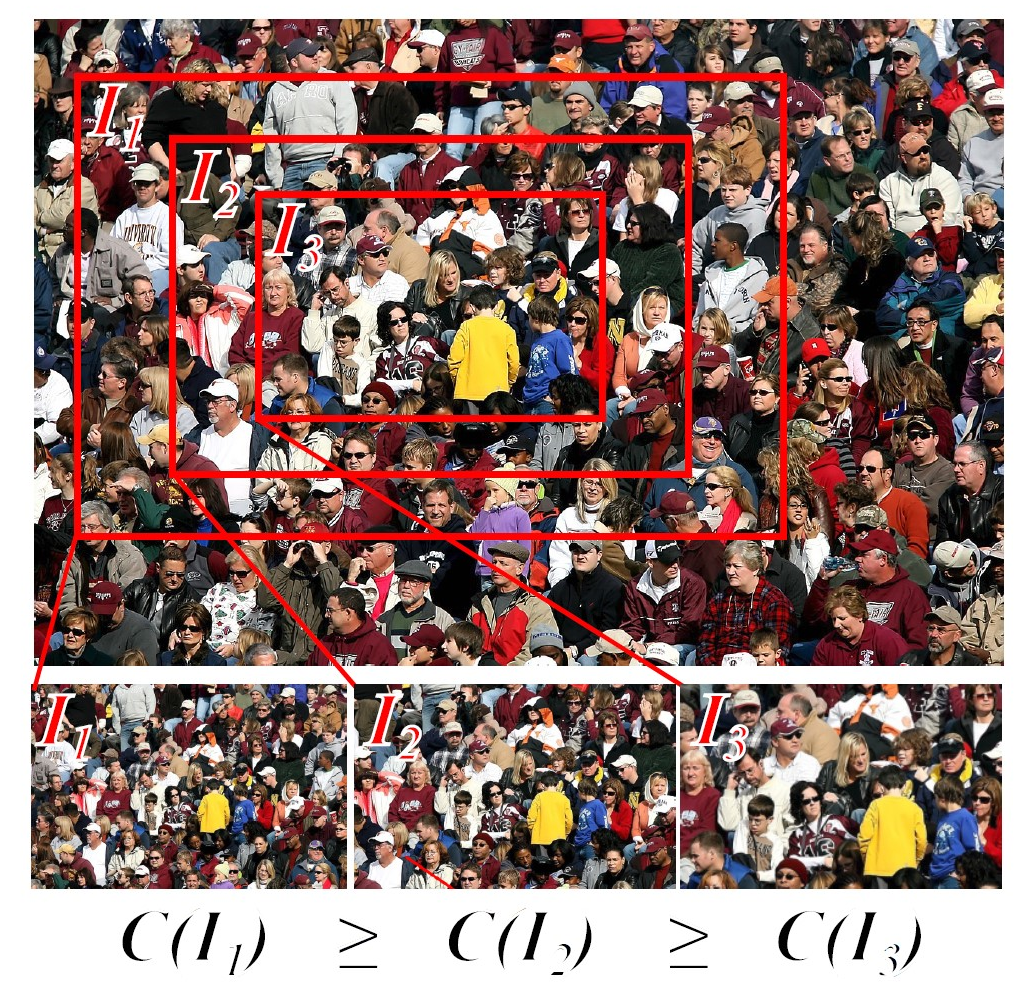 I₁
I₂
I₃
I₁ I₂ I₃
C(I₁) ≥ C(I₂) ≥ C(I₃)